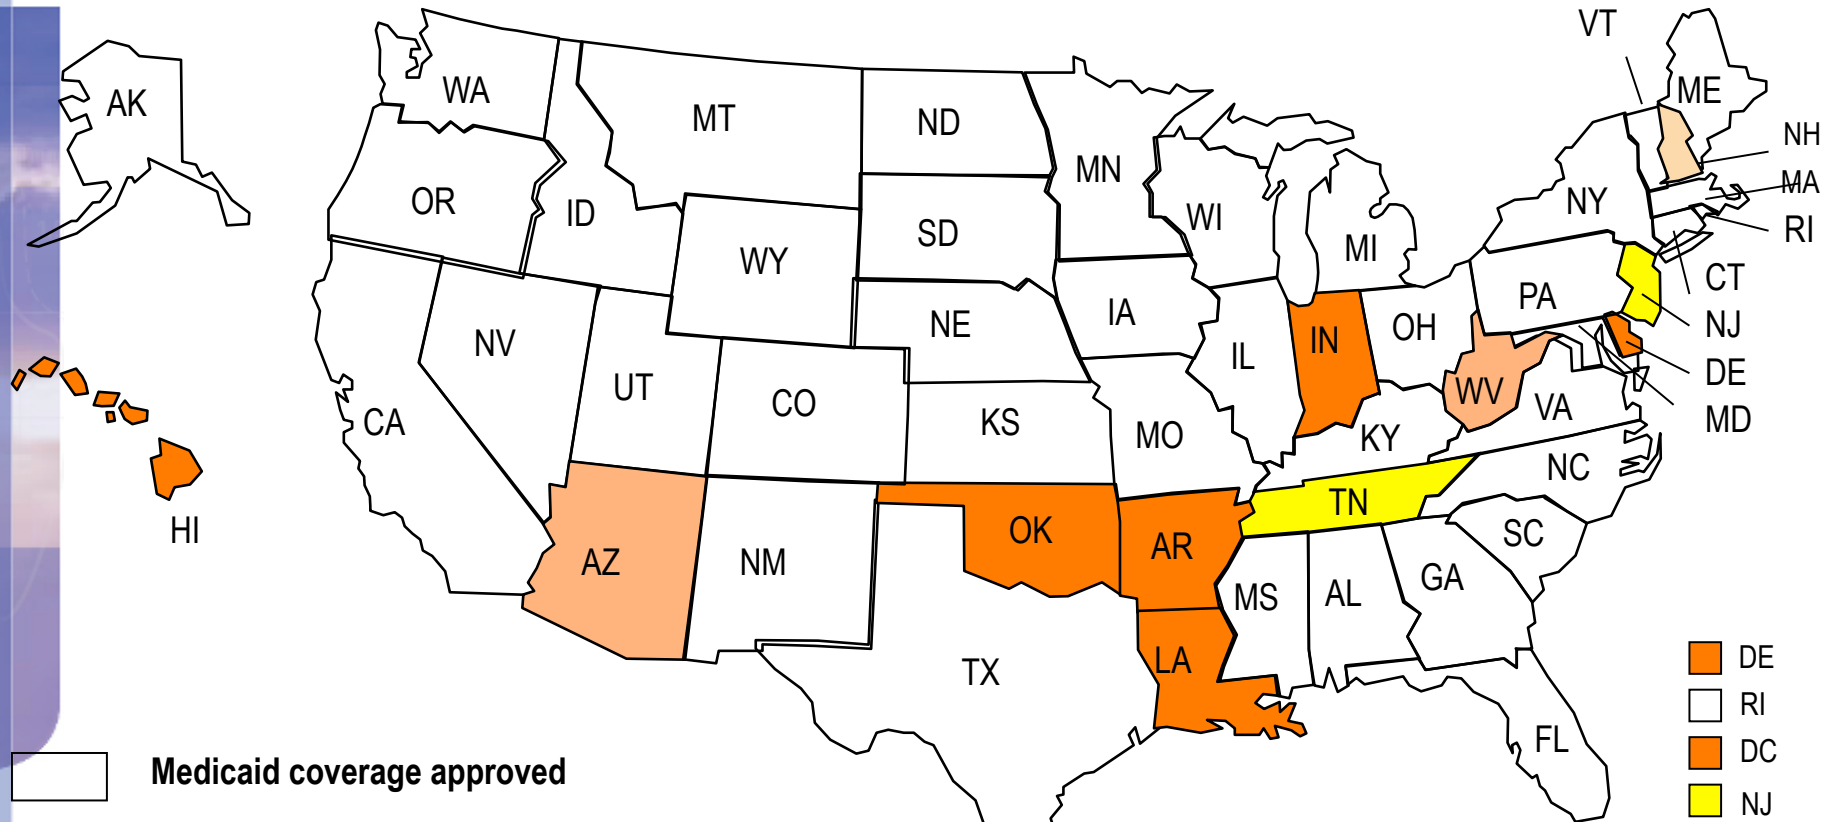 VT
ME
AK
WA
MT
ND
MN
NH
MA
OR
ID
SD
WI
NY
RI
MI
WY
CT
IA
PA
NJ
NE
OH
NV
IL
IN
DE
UT
CO
WV
VA
MD
CA
KS
MO
KY
NC
HI
TN
OK
AR
SC
AZ
NM
MS
AL
GA
TX
LA
DE
RI
FL
DC
Medicaid coverage approved
NJ